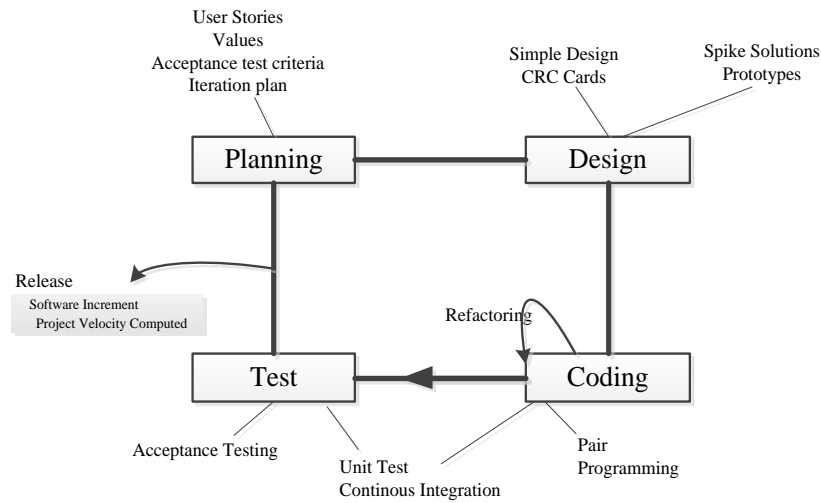 User Stories
Values
Acceptance test criteria
Iteration plan
Simple Design
CRC Cards
Spike Solutions
Prototypes
Planning
Design
Release
Software Increment
Project Velocity Computed
Refactoring
Test
Coding
Acceptance Testing
Unit Test
Continous Integration
Pair
Programming